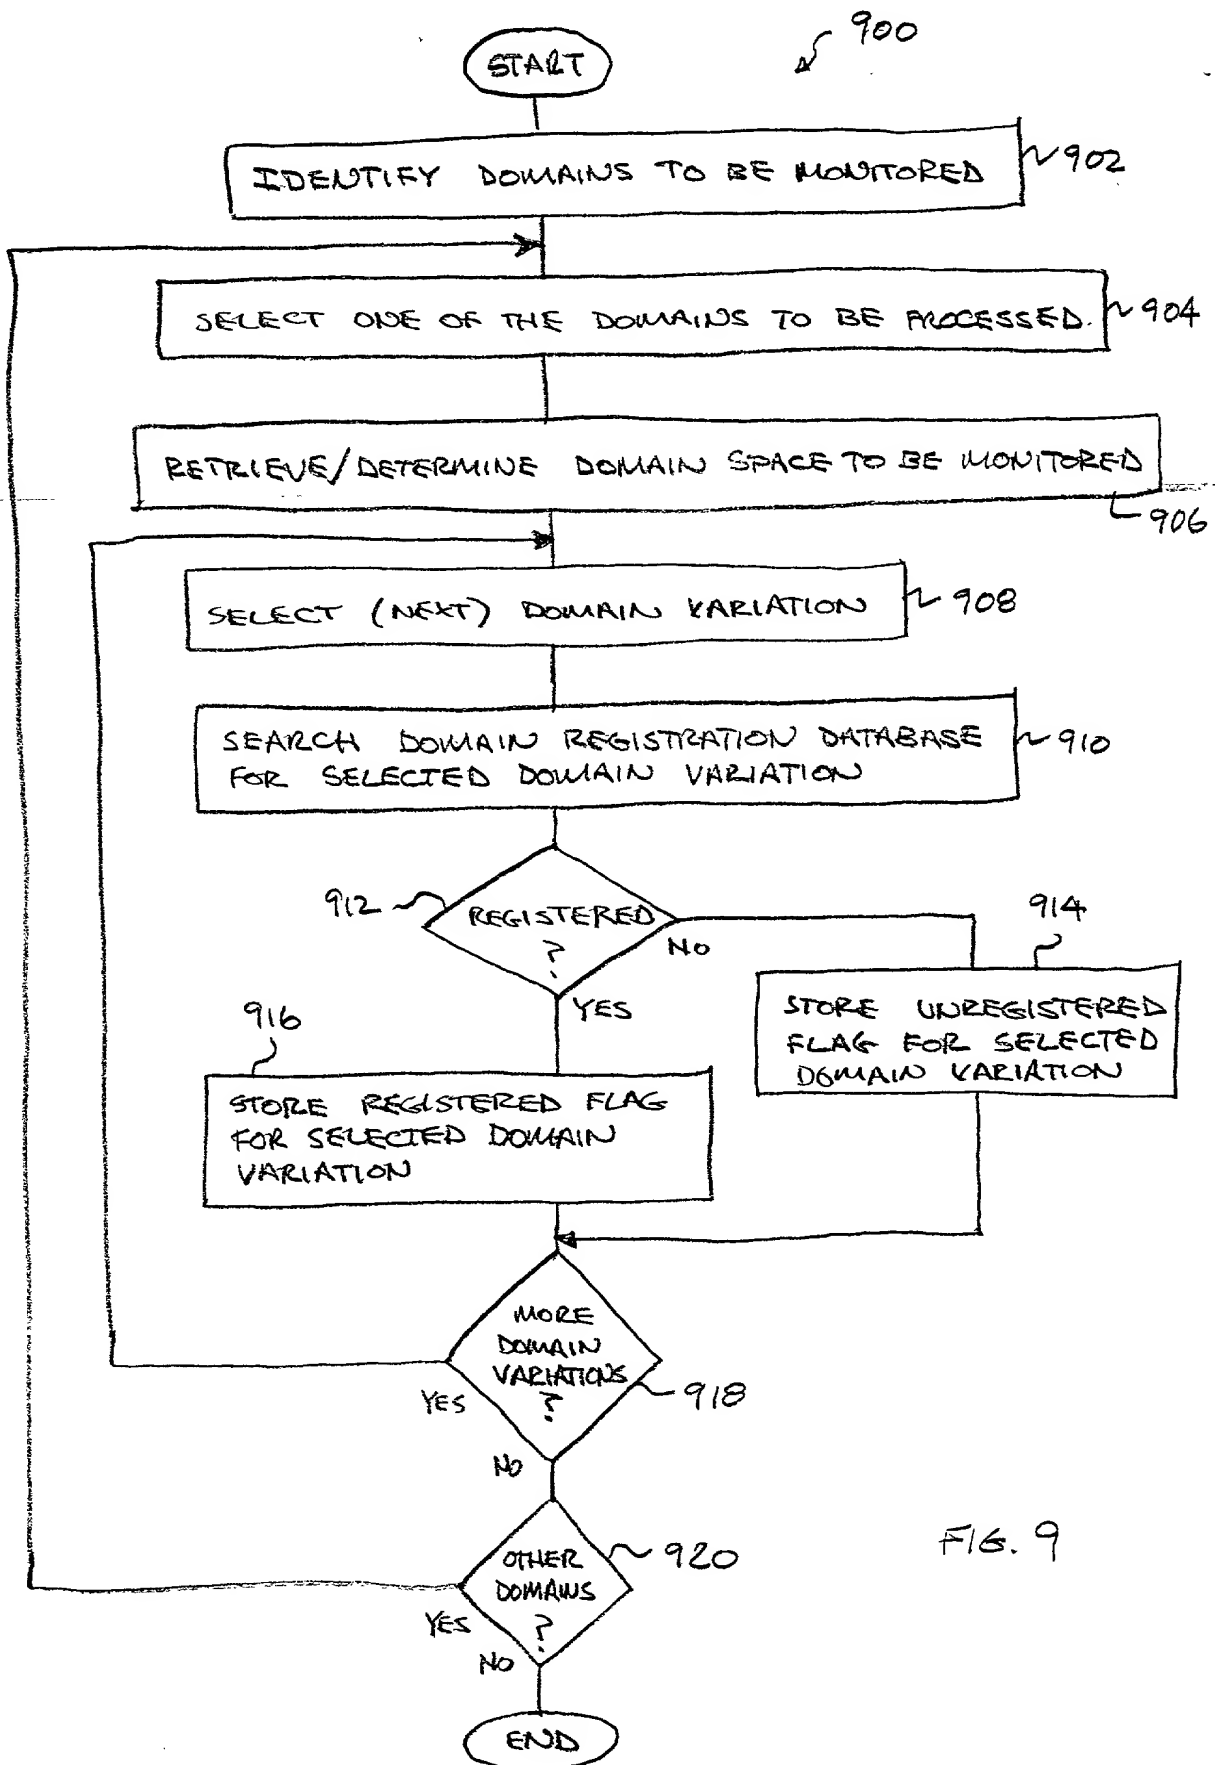 900
START
IDENTIFY DOMAINS TO BE MONITORED
902
SELECT ONE OF THE DOMAINS TO BE PROCESSED.
904
RETRIEVE/DETERMINE DOMAIN SPACE TO BE MONITORED
906
SELECT (NEXT) DOMAIN VARIATION
908
SEARCH DOMAIN REGISTRATION DATABASE
FOR SELECTED DOMAIN VARIATION
910
912
REGISTERED
?
NO
YES
914
STORE UNREGISTERED
FLAG FOR SELECTED
DOMAIN VARIATION
916
STORE REGISTERED FLAG
FOR SELECTED DOMAIN
VARIATION
MORE
DOMAIN
VARIATIONS
?
918
YES
NO
OTHER
DOMAINS
?
920
YES
NO
END
FIG. 9